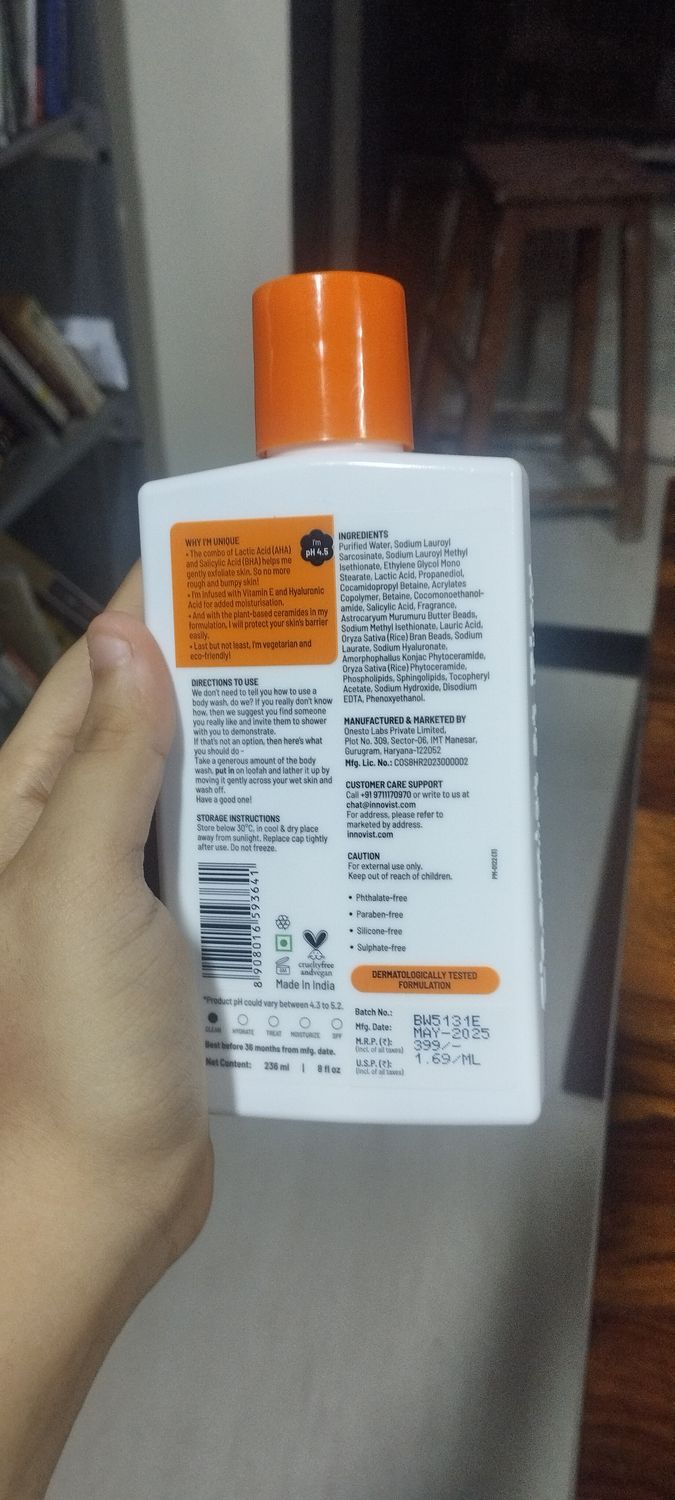 WHY I'M UNIQUE
• The combo of Lactic Acid (AHA)
and Salicylic Acid (BHA) helps me
gently exfoliate skin. So no more
rough and bumpy skin!
• I'm infused with Vitamin E and Hyaluronic
Acid for added moisturisation.
• And with the plant-based ceramides in my
formulation, I will protect your skin's barrier
easily.
• Last but not least, I'm vegetarian and
eco-friendly!
I'm
pH 4.5
DIRECTIONS TO USE
We don't need to tell you how to use a
body wash, do we? If you really don't know
how, then we suggest you find someone
you really like and invite them to shower
with you to demonstrate.
If that's not an option, then here's what
you should do -
Take a generous amount of the body
wash, put in on loofah and lather it up by
moving it gently across your wet skin and
wash off.
Have a good one!
STORAGE INSTRUCTIONS
Store below 30°C, in cool & dry place
away from sunlight. Replace cap tightly
after use. Do not freeze.
8 908016 593641
crueltyfree
andvegan
Made in India
*Product pH could vary between 4.3 to 5.2.
CLEAN HYDRATE TREAT MOISTURIZE SPF
Best before 36 months from mfg. date.
Net Content: 236 ml | 8 fl oz
INGREDIENTS
Purified Water, Sodium Lauroyl
Sarcosinate, Sodium Lauroyl Methyl
Isethionate, Ethylene Glycol Mono
Stearate, Lactic Acid, Propanediol,
Cocamidopropyl Betaine, Acrylates
Copolymer, Betaine, Cocomonoethanol-
amide, Salicylic Acid, Fragrance,
Astrocaryum Murumuru Butter Beads,
Sodium Methyl Isethionate, Lauric Acid,
Oryza Sativa (Rice) Bran Beads, Sodium
Laurate, Sodium Hyaluronate,
Amorphophallus Konjac Phytoceramide,
Oryza Sativa (Rice) Phytoceramide,
Phospholipids, Sphingolipids, Tocopheryl
Acetate, Sodium Hydroxide, Disodium
EDTA, Phenoxyethanol.
MANUFACTURED & MARKETED BY
Onesto Labs Private Limited,
Plot No. 309, Sector-06, IMT Manesar,
Gurugram, Haryana-122052
Mfg. Lic. No.: COS8HR2023000002
CUSTOMER CARE SUPPORT
Call +91 9711170970 or write to us at
chat@innovist.com
For address, please refer to
marketed by address.
innovist.com
CAUTION
For external use only.
Keep out of reach of children.
• Phthalate-free
• Paraben-free
• Silicone-free
• Sulphate-free
DERMATOLOGICALLY TESTED
FORMULATION
Batch No.: BW5131E
Mfg. Date: MAY-2025
M.R.P. (₹): 399/-
(Incl. of all taxes)
U.S.P. (₹): 1.69/ML
(Incl. of all taxes)